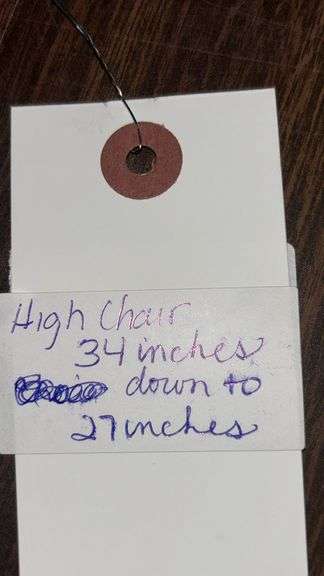 High Chair
34 inches
down to
27 inches